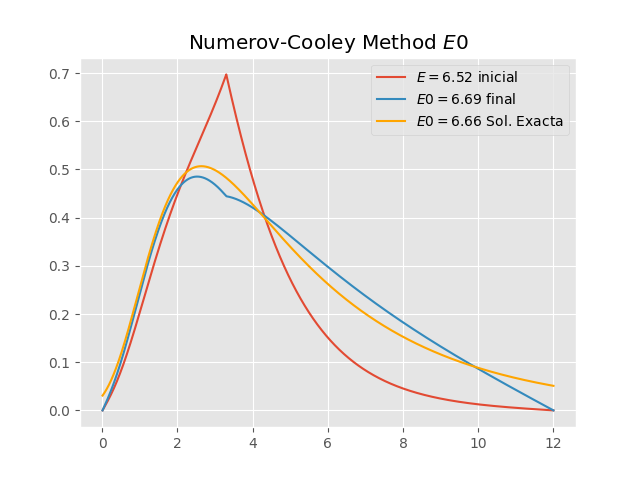 Numerov-Cooley Method E0
E = 6.52 inicial
E0 = 6.69 final
E0 = 6.66 Sol. Exacta
0.7
0.6
0.5
0.4
0.3
0.2
0.1
0.0
0 2 4 6 8 10 12